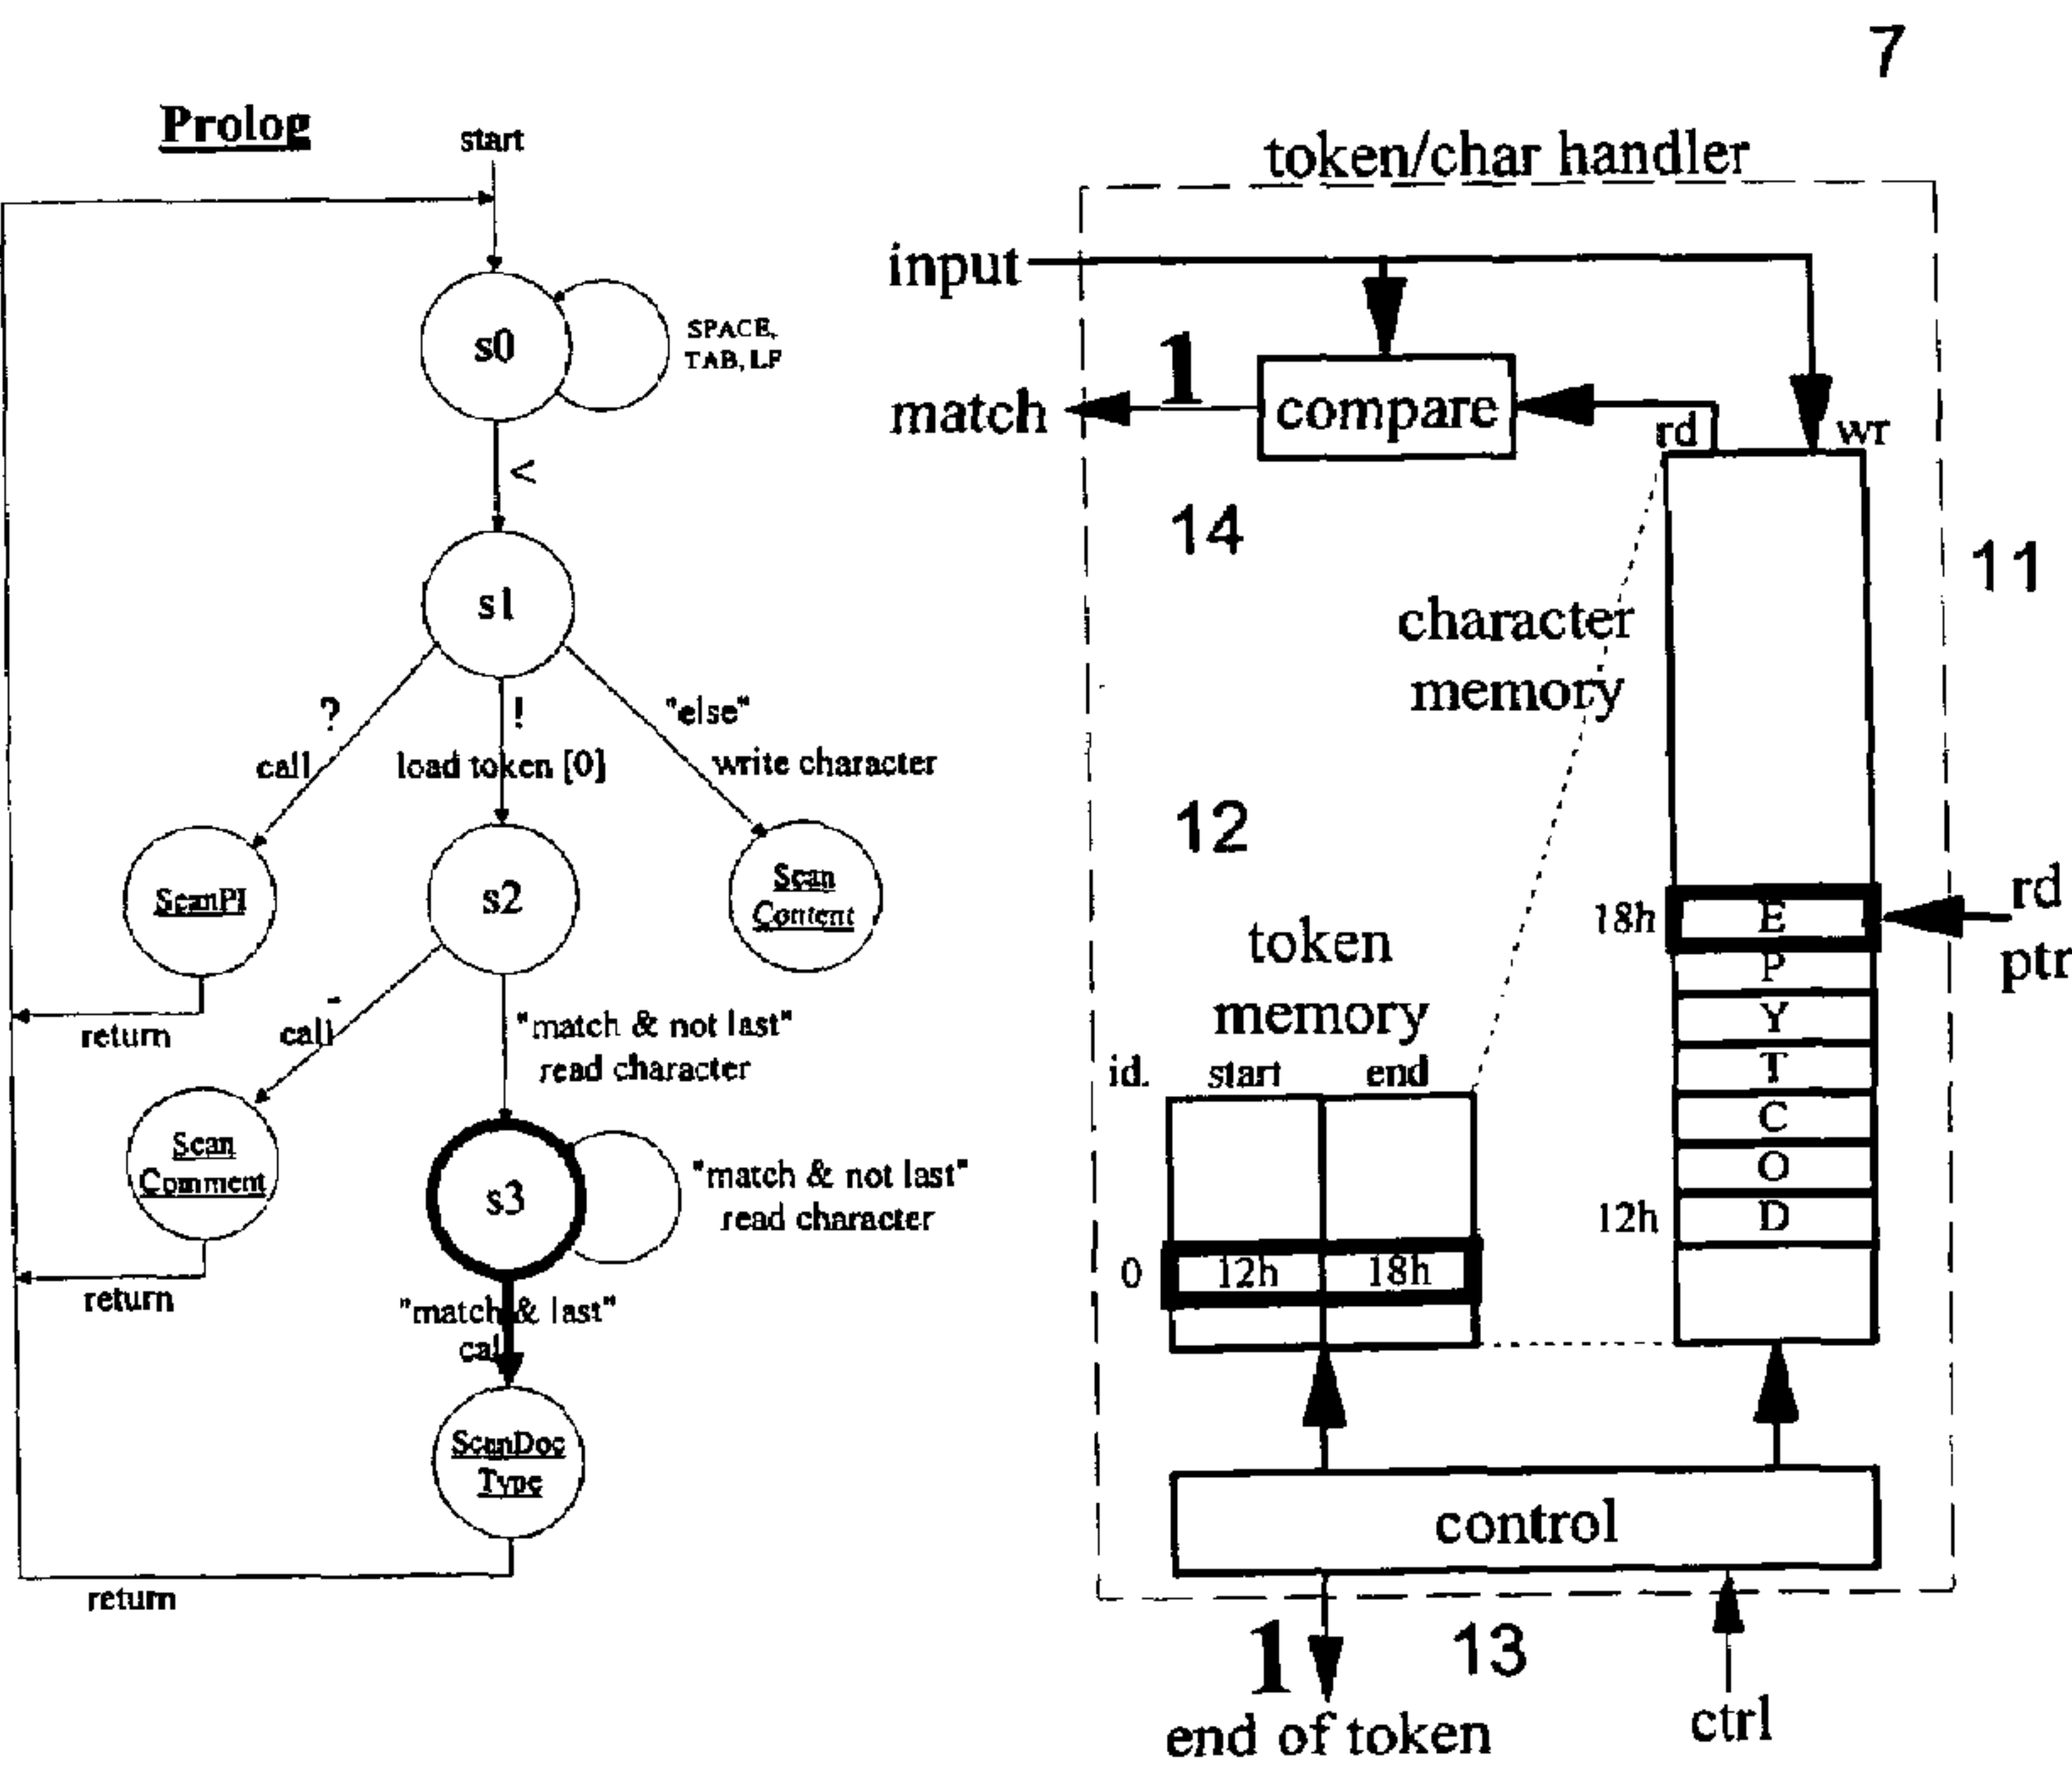 7
Prolog
start
s0
SPACE,
TAB, LF
<
s1
?
call
!
load token [0]
"else"
write character
ScanPI
s2
Scan
Content
return
-
call
"match & not last"
read character
Scan
Comment
s3
"match & not last"
read character
return
"match & last"
call
ScanDoc
Type
return
token/char handler
input
1
match
compare
rd
wr
14
11
character
memory
12
token
memory
id.
start
end
18h
E
rd
ptr
P
Y
T
C
O
12h
D
0
12h
18h
control
1
13
end of token
ctrl